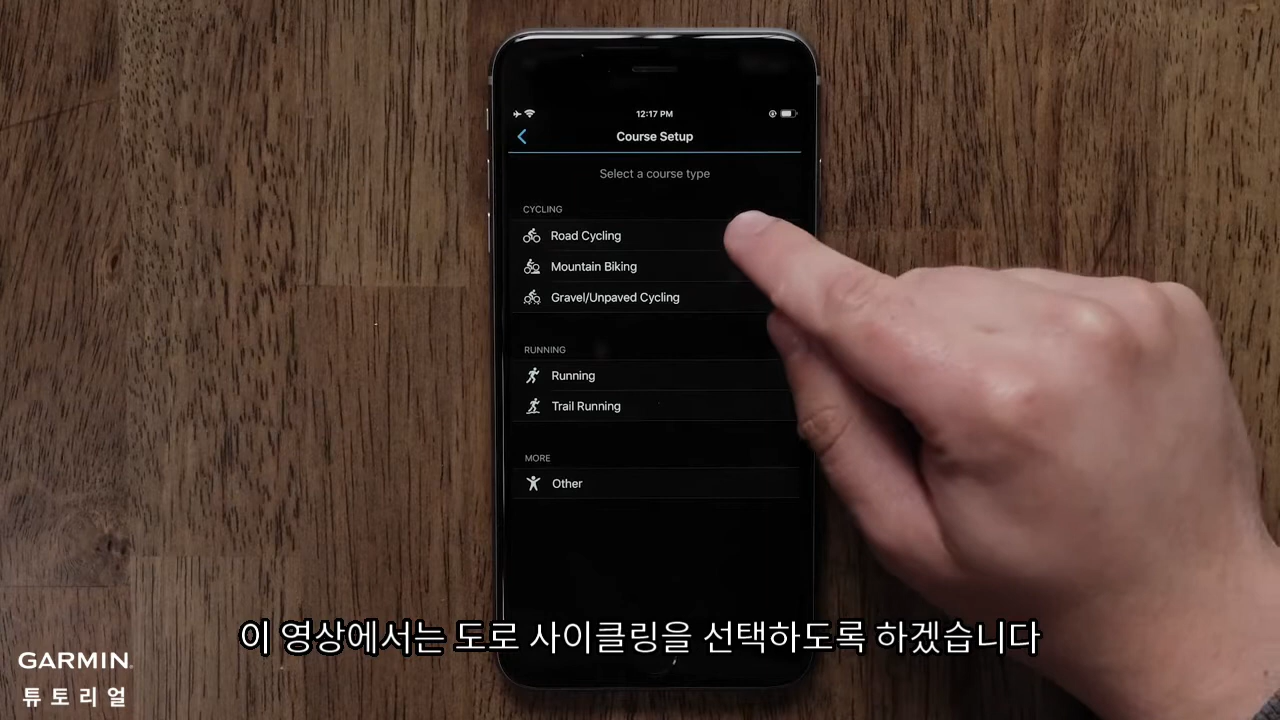 12:17 PM
Course Setup
Select a course type
CYCLING
Road Cycling
Mountain Biking
Gravel/Unpaved Cycling
RUNNING
Running
Trail Running
MORE
Other
이 영상에서는 도로 사이클링을 선택하도록 하겠습니다
GARMIN.
튜토리얼